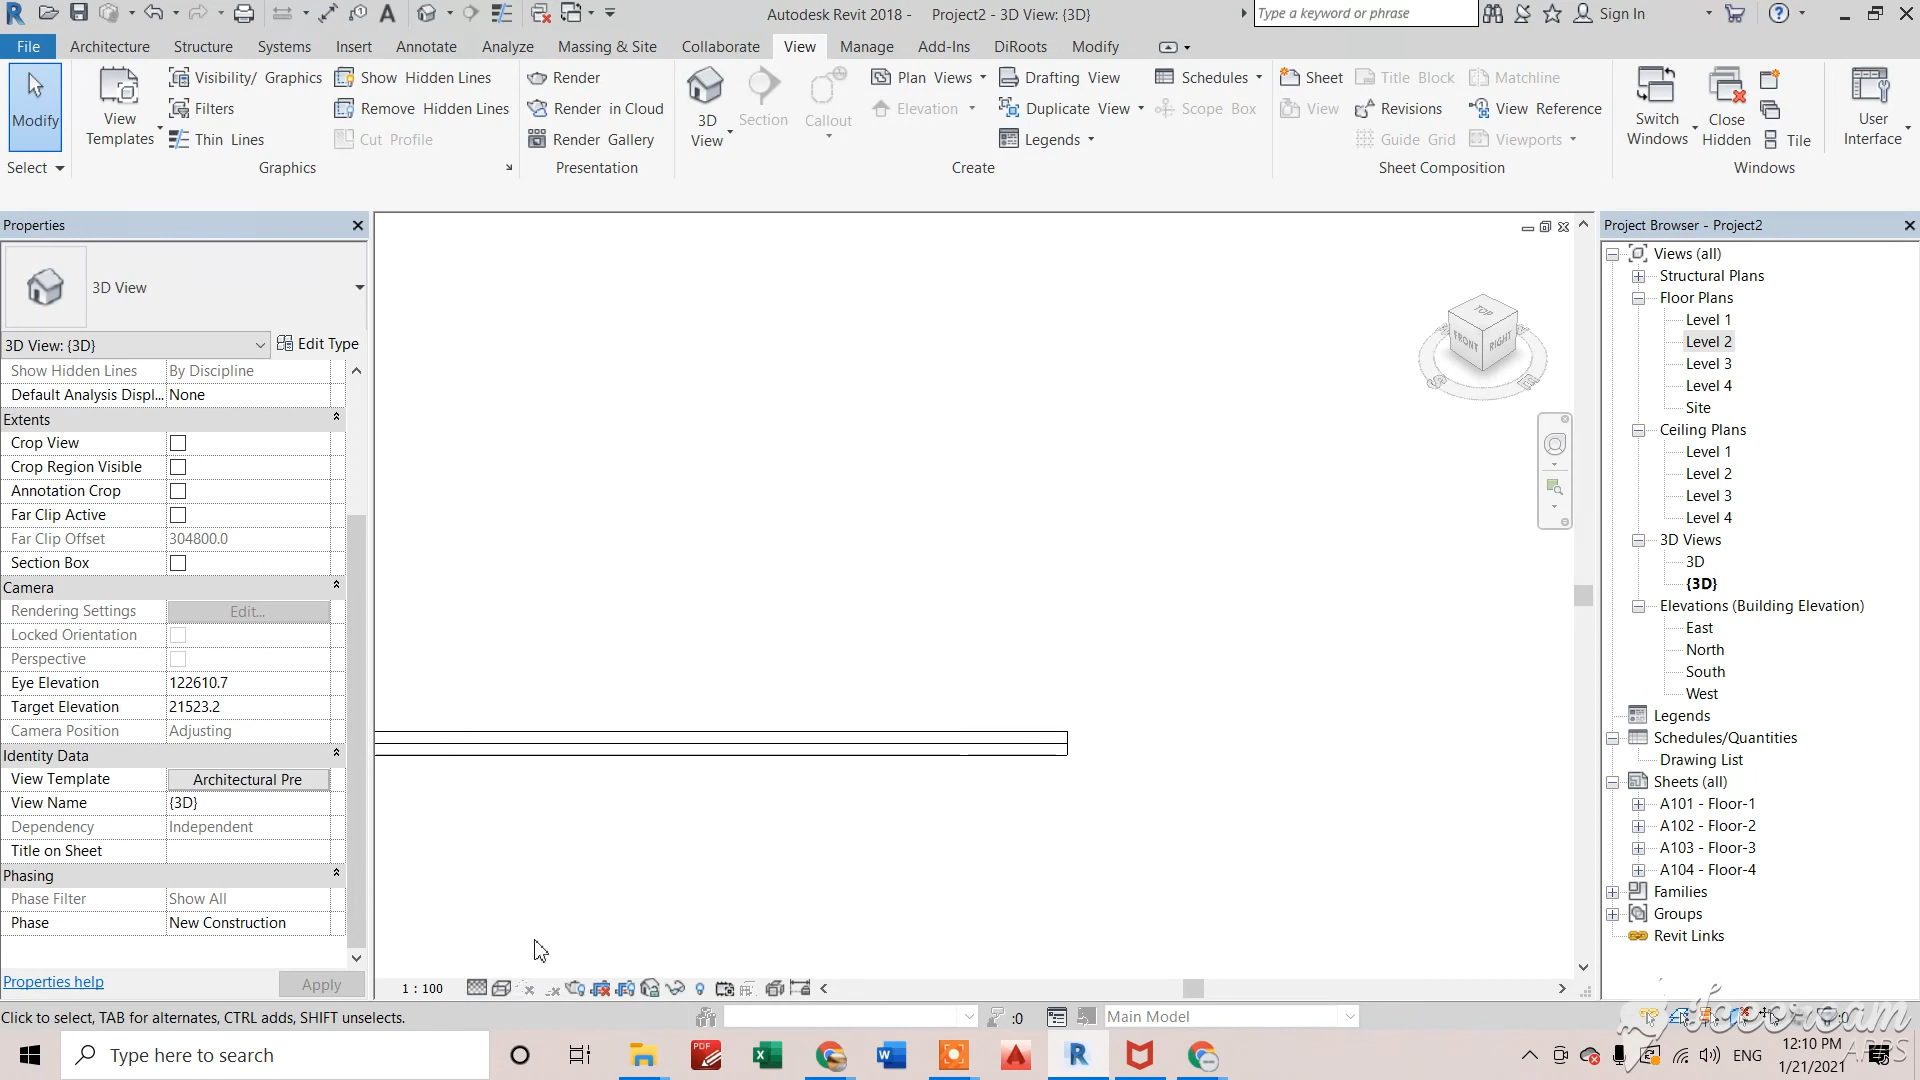 Autodesk Revit 2018 - Project2 - 3D View: {3D}
Type a keyword or phrase
Sign In
File Architecture Structure Systems Insert Annotate Analyze Massing & Site Collaborate View Manage Add-Ins DiRoots Modify
Modify
View Templates
Visibility/ Graphics
Filters
Thin Lines
Show Hidden Lines
Remove Hidden Lines
Cut Profile
Render
Render in Cloud
Render Gallery
3D View
Section
Callout
Plan Views
Elevation
Drafting View
Duplicate View
Legends
Schedules
Scope Box
Sheet
View
Title Block
Revisions
Guide Grid
Matchline
View Reference
Viewports
Switch Windows
Close Hidden
Tile
User Interface
Select Graphics Presentation Create Sheet Composition Windows
Properties
3D View
3D View: {3D}
Edit Type
Show Hidden Lines By Discipline
Default Analysis Displ... None
Extents
Crop View
Crop Region Visible
Annotation Crop
Far Clip Active
Far Clip Offset 304800.0
Section Box
Camera
Rendering Settings Edit...
Locked Orientation
Perspective
Eye Elevation 122610.7
Target Elevation 21523.2
Camera Position Adjusting
Identity Data
View Template Architectural Pre
View Name {3D}
Dependency Independent
Title on Sheet
Phasing
Phase Filter Show All
Phase New Construction
Properties help
Apply
TOP
FRONT
RIGHT
S
E
1 : 100
Project Browser - Project2
Views (all)
Structural Plans
Floor Plans
Level 1
Level 2
Level 3
Level 4
Site
Ceiling Plans
Level 1
Level 2
Level 3
Level 4
3D Views
3D
{3D}
Elevations (Building Elevation)
East
North
South
West
Legends
Schedules/Quantities
Drawing List
Sheets (all)
A101 - Floor-1
A102 - Floor-2
A103 - Floor-3
A104 - Floor-4
Families
Groups
Revit Links
Click to select, TAB for alternates, CTRL adds, SHIFT unselects.
:0
Main Model
:0
icecream
APPS
Type here to search
PDF
ENG
12:10 PM
1/21/2021